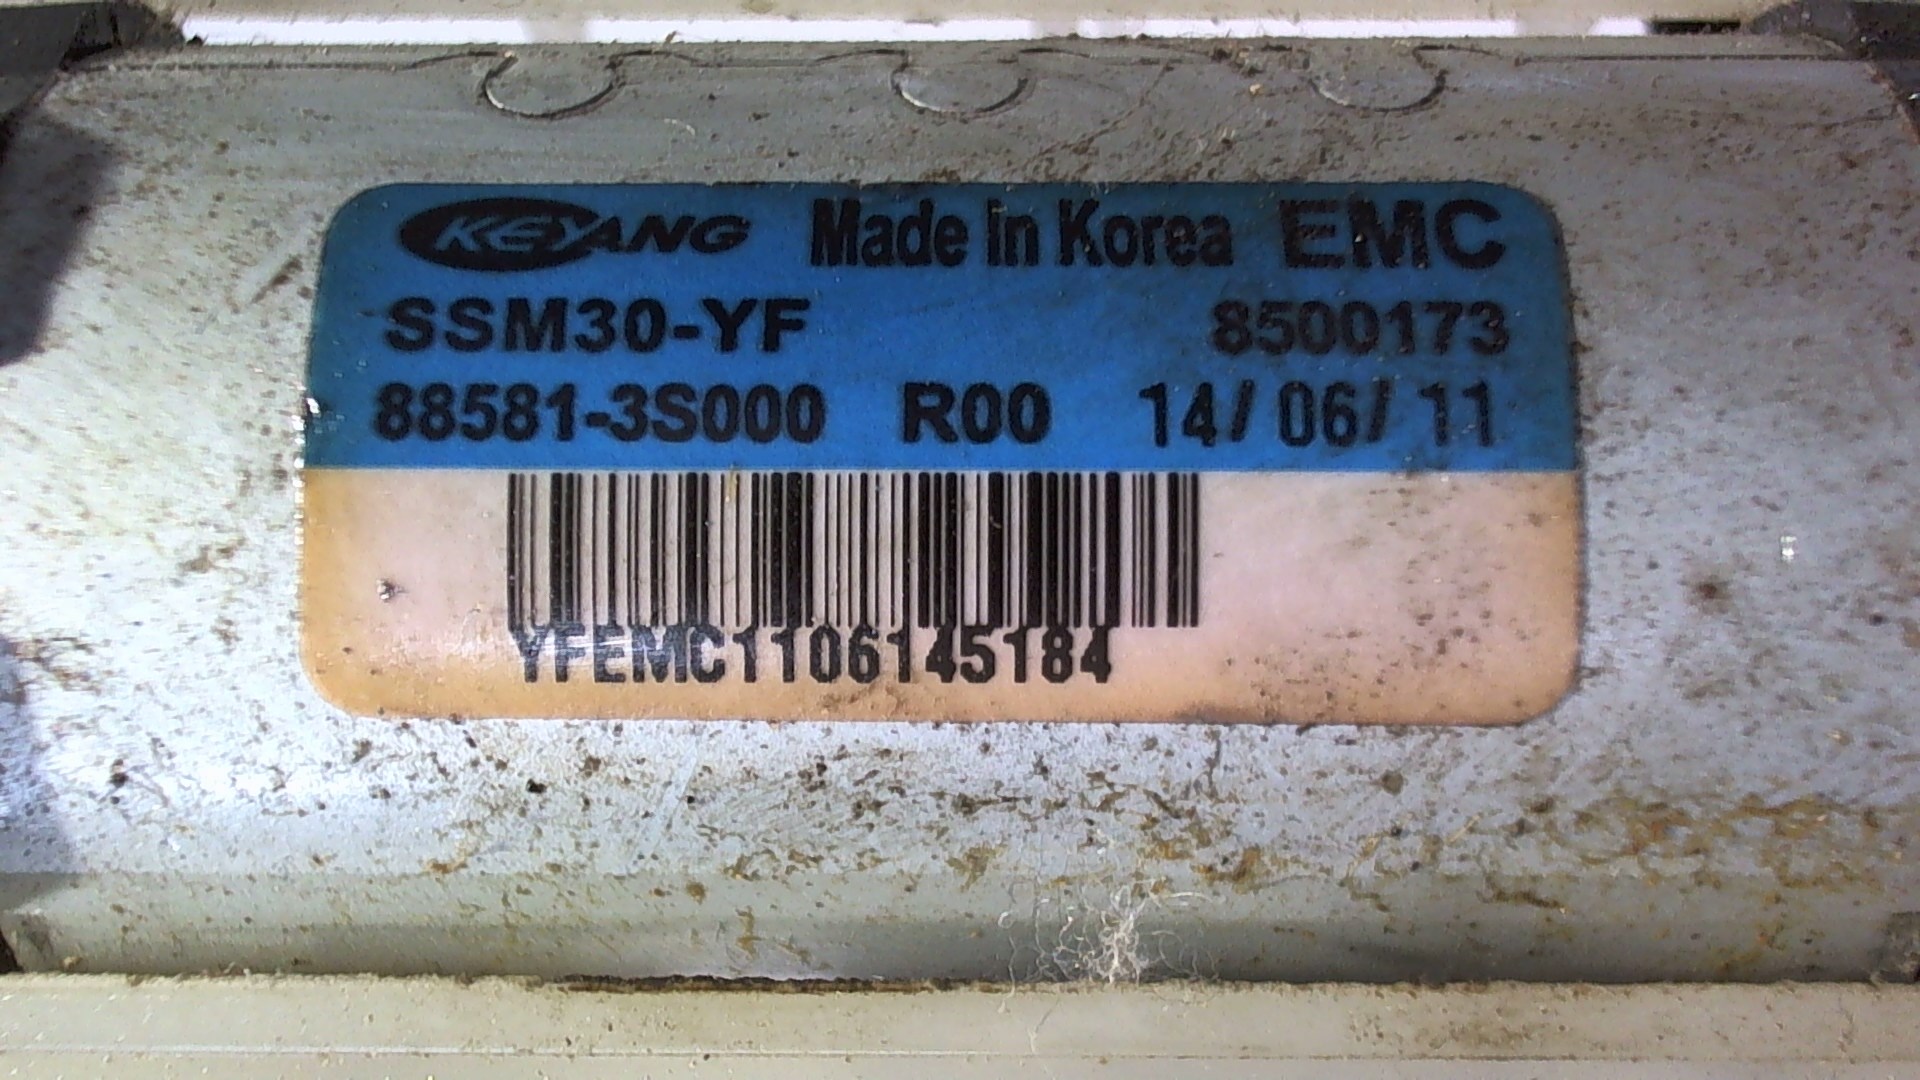 KEYANG Made in Korea EMC
SSM30-YF 8500173
88581-3S000 R00 14/06/11
YFEMC1106145184